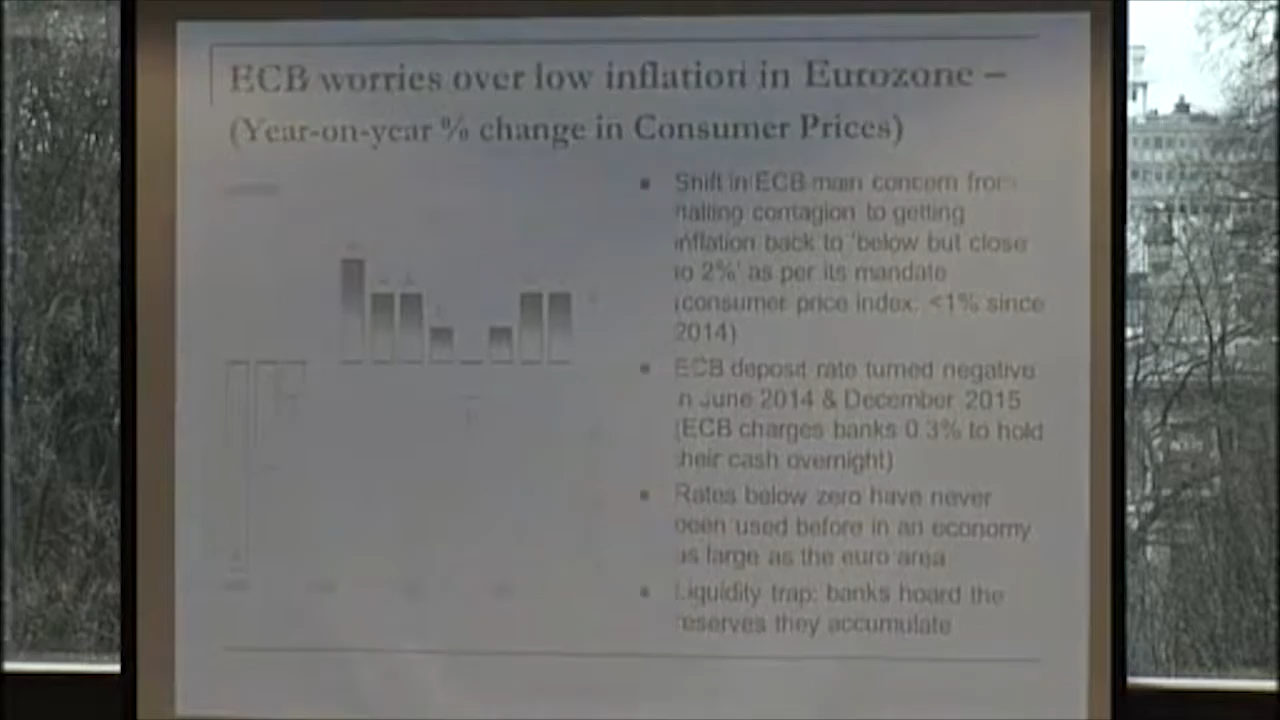 ECB worries over low inflation in Eurozone –
(Year-on-year % change in Consumer Prices)
Shift in ECB main concern from
halting contagion to getting
inflation back to 'below but close
to 2%' as per its mandate
(consumer price index: <1% since
2014)
ECB deposit rate turned negative
in June 2014 & December 2015
(ECB charges banks 0.3% to hold
their cash overnight)
Rates below zero have never
been used before in an economy
as large as the euro area
Liquidity trap: banks hoard the
reserves they accumulate